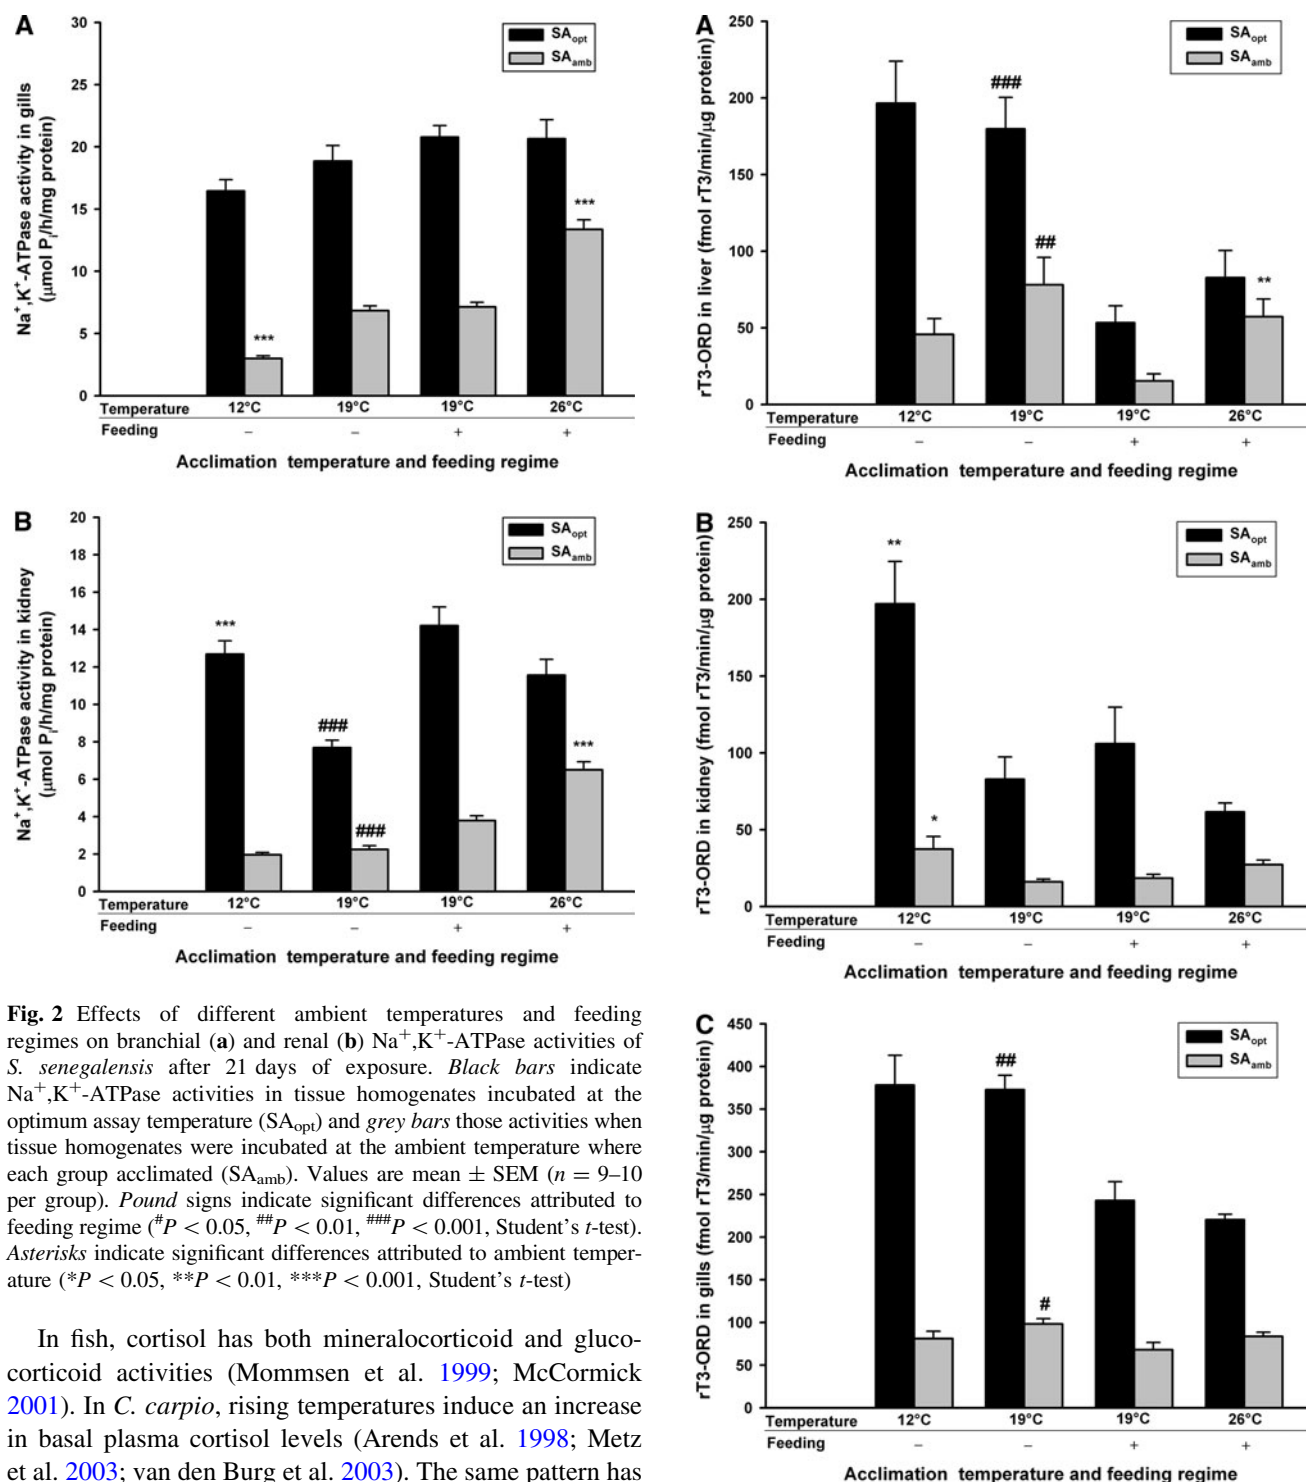 A
30
25
20
15
10
5
0
Na+,K+-ATPase activity in gills
(µmol Pi/h/mg protein)
SAopt
SAamb
***
***
Temperature 12°C 19°C 19°C 26°C
Feeding – – + +
Acclimation temperature and feeding regime
B
20
18
16
14
12
10
8
6
4
2
0
Na+,K+-ATPase activity in kidney
(µmol Pi/h/mg protein)
SAopt
SAamb
***
###
###
***
Temperature 12°C 19°C 19°C 26°C
Feeding – – + +
Acclimation temperature and feeding regime
Fig. 2 Effects of different ambient temperatures and feeding
regimes on branchial (a) and renal (b) Na+,K+-ATPase activities of
S. senegalensis after 21 days of exposure. Black bars indicate
Na+,K+-ATPase activities in tissue homogenates incubated at the
optimum assay temperature (SAopt) and grey bars those activities when
tissue homogenates were incubated at the ambient temperature where
each group acclimated (SAamb). Values are mean ± SEM (n = 9–10
per group). Pound signs indicate significant differences attributed to
feeding regime (#P < 0.05, ##P < 0.01, ###P < 0.001, Student's t-test).
Asterisks indicate significant differences attributed to ambient temper-
ature (*P < 0.05, **P < 0.01, ***P < 0.001, Student's t-test)
In fish, cortisol has both mineralocorticoid and gluco-
corticoid activities (Mommsen et al. 1999; McCormick
2001). In C. carpio, rising temperatures induce an increase
in basal plasma cortisol levels (Arends et al. 1998; Metz
et al. 2003; van den Burg et al. 2003). The same pattern has
A
250
200
150
100
50
0
rT3-ORD in liver (fmol rT3/min/µg protein)
SAopt
SAamb
###
##
**
Temperature 12°C 19°C 19°C 26°C
Feeding – – + +
Acclimation temperature and feeding regime
B
250
200
150
100
50
0
rT3-ORD in kidney (fmol rT3/min/µg protein)
SAopt
SAamb
**
*
Temperature 12°C 19°C 19°C 26°C
Feeding – – + +
Acclimation temperature and feeding regime
C
450
400
350
300
250
200
150
100
50
0
rT3-ORD in gills (fmol rT3/min/µg protein)
SAopt
SAamb
##
#
Temperature 12°C 19°C 19°C 26°C
Feeding – – + +
Acclimation temperature and feeding regime